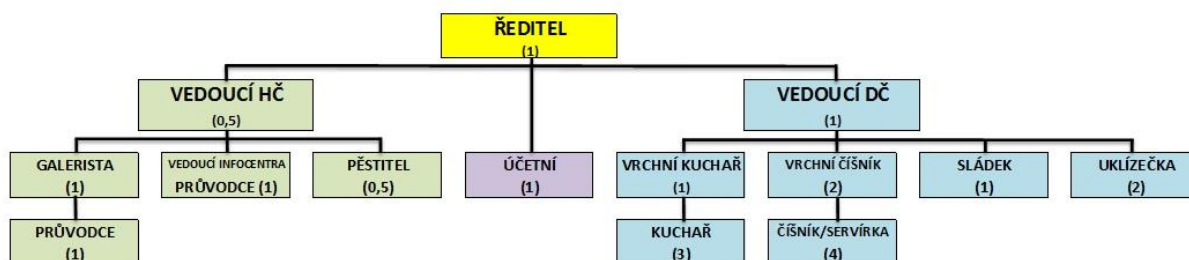 ŘEDITEL
(1)
VEDOUCÍ HČ
(0,5)
VEDOUCÍ DČ
(1)
GALERISTA
(1)
VEDOUCÍ INFOCENTRA
PRŮVODCE (1)
PĚSTITEL
(0,5)
ÚČETNÍ
(1)
VRCHNÍ KUCHAŘ
(1)
VRCHNÍ ČÍŠNÍK
(2)
SLÁDEK
(1)
UKLÍZEČKA
(2)
PRŮVODCE
(1)
KUCHAŘ
(3)
ČÍŠNÍK/SERVÍRKA
(4)